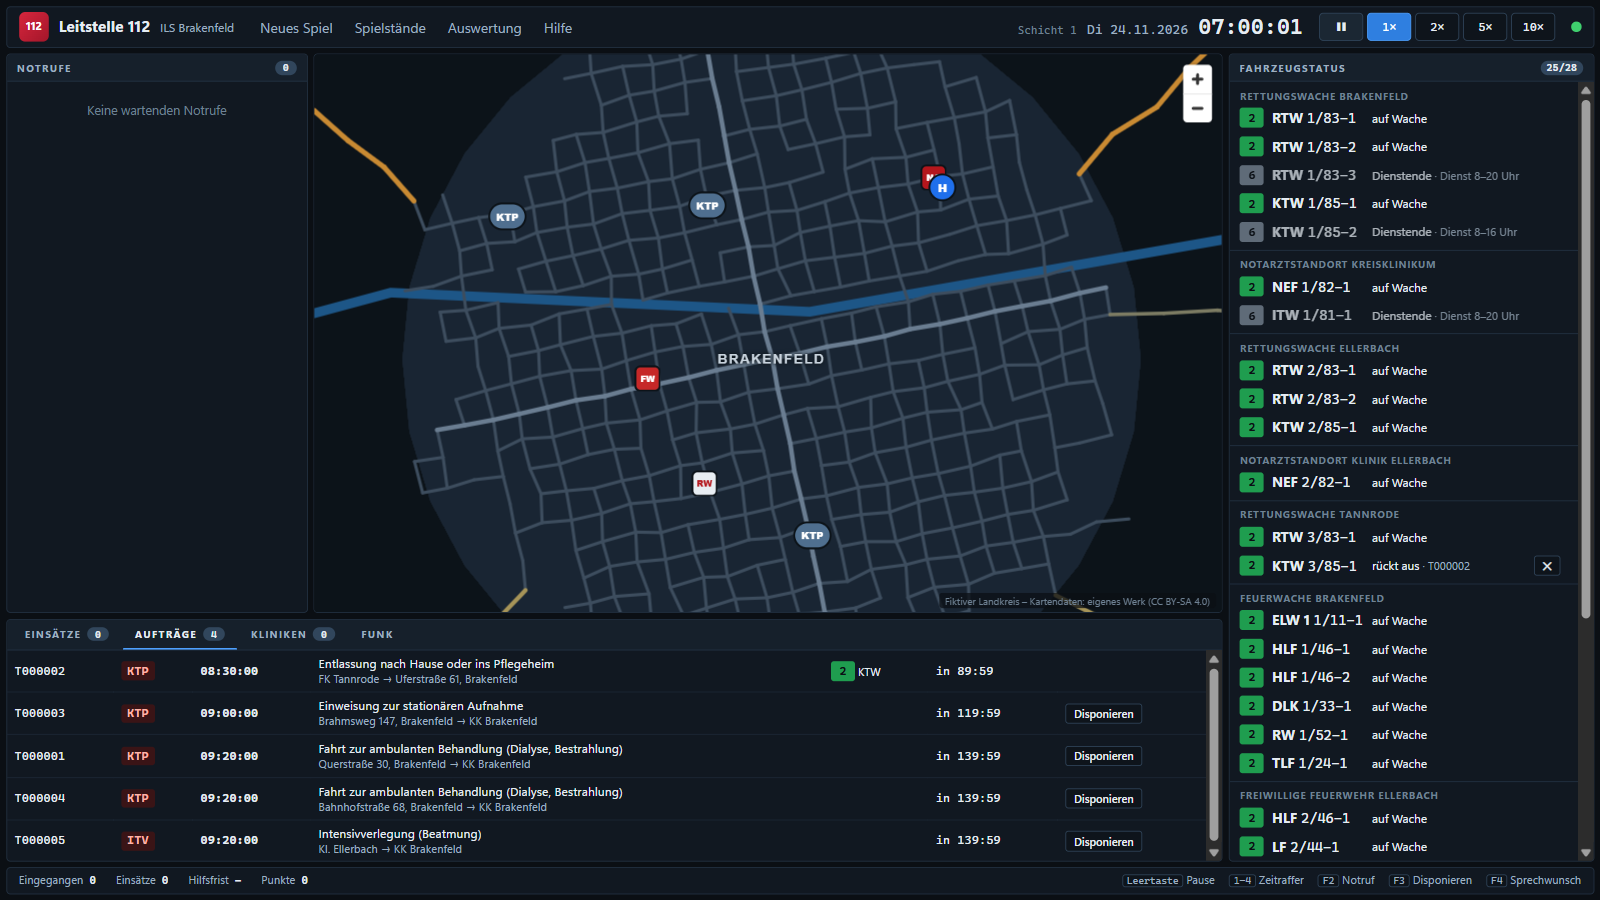 112 Leitstelle 112 ILS Brakenfeld Neues Spiel Spielstände Auswertung Hilfe Schicht 1 Di 24.11.2026 07:00:01 1× 2× 5× 10×
NOTRUFE 0
Keine wartenden Notrufe
+
−
KTP
KTP
H
BRAKENFELD
FW
RW
KTP
Fiktiver Landkreis – Kartendaten: eigenes Werk (CC BY-SA 4.0)
FAHRZEUGSTATUS 25/28
RETTUNGSWACHE BRAKENFELD
2 RTW 1/83–1 auf Wache
2 RTW 1/83–2 auf Wache
6 RTW 1/83–3 Dienstende · Dienst 8–20 Uhr
2 KTW 1/85–1 auf Wache
6 KTW 1/85–2 Dienstende · Dienst 8–16 Uhr
NOTARZTSTANDORT KREISKLINIKUM
2 NEF 1/82–1 auf Wache
6 ITW 1/81–1 Dienstende · Dienst 8–20 Uhr
RETTUNGSWACHE ELLERBACH
2 RTW 2/83–1 auf Wache
2 RTW 2/83–2 auf Wache
2 KTW 2/85–1 auf Wache
NOTARZTSTANDORT KLINIK ELLERBACH
2 NEF 2/82–1 auf Wache
RETTUNGSWACHE TANNRODE
2 RTW 3/83–1 auf Wache
2 KTW 3/85–1 rückt aus · T000002 ✕
FEUERWACHE BRAKENFELD
2 ELW 1 1/11–1 auf Wache
2 HLF 1/46–1 auf Wache
2 HLF 1/46–2 auf Wache
2 DLK 1/33–1 auf Wache
2 RW 1/52–1 auf Wache
2 TLF 1/24–1 auf Wache
FREIWILLIGE FEUERWEHR ELLERBACH
2 HLF 2/46–1 auf Wache
2 LF 2/44–1 auf Wache
EINSÄTZE 0 AUFTRÄGE 4 KLINIKEN 0 FUNK
T000002 KTP 08:30:00 Entlassung nach Hause oder ins Pflegeheim 2 KTW in 89:59
FK Tannrode → Uferstraße 61, Brakenfeld
T000003 KTP 09:00:00 Einweisung zur stationären Aufnahme in 119:59 Disponieren
Brahmsweg 147, Brakenfeld → KK Brakenfeld
T000001 KTP 09:20:00 Fahrt zur ambulanten Behandlung (Dialyse, Bestrahlung) in 139:59 Disponieren
Querstraße 30, Brakenfeld → KK Brakenfeld
T000004 KTP 09:20:00 Fahrt zur ambulanten Behandlung (Dialyse, Bestrahlung) in 139:59 Disponieren
Bahnhofstraße 68, Brakenfeld → KK Brakenfeld
T000005 ITV 09:20:00 Intensivverlegung (Beatmung) in 139:59 Disponieren
Kl. Ellerbach → KK Brakenfeld
Eingegangen 0 Einsätze 0 Hilfsfrist – Punkte 0 Leertaste Pause 1–4 Zeitraffer F2 Notruf F3 Disponieren F4 Sprechwunsch